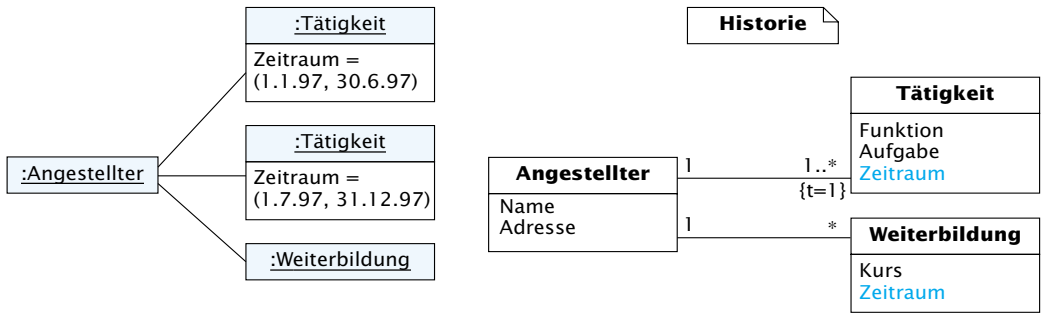 :Tätigkeit
Zeitraum =
(1.1.97, 30.6.97)
:Tätigkeit
Zeitraum =
(1.7.97, 31.12.97)
:Angestellter
:Weiterbildung
Historie
Tätigkeit
Funktion
Aufgabe
Zeitraum
Angestellter
Name
Adresse
1
1..*
{t=1}
1
*
Weiterbildung
Kurs
Zeitraum